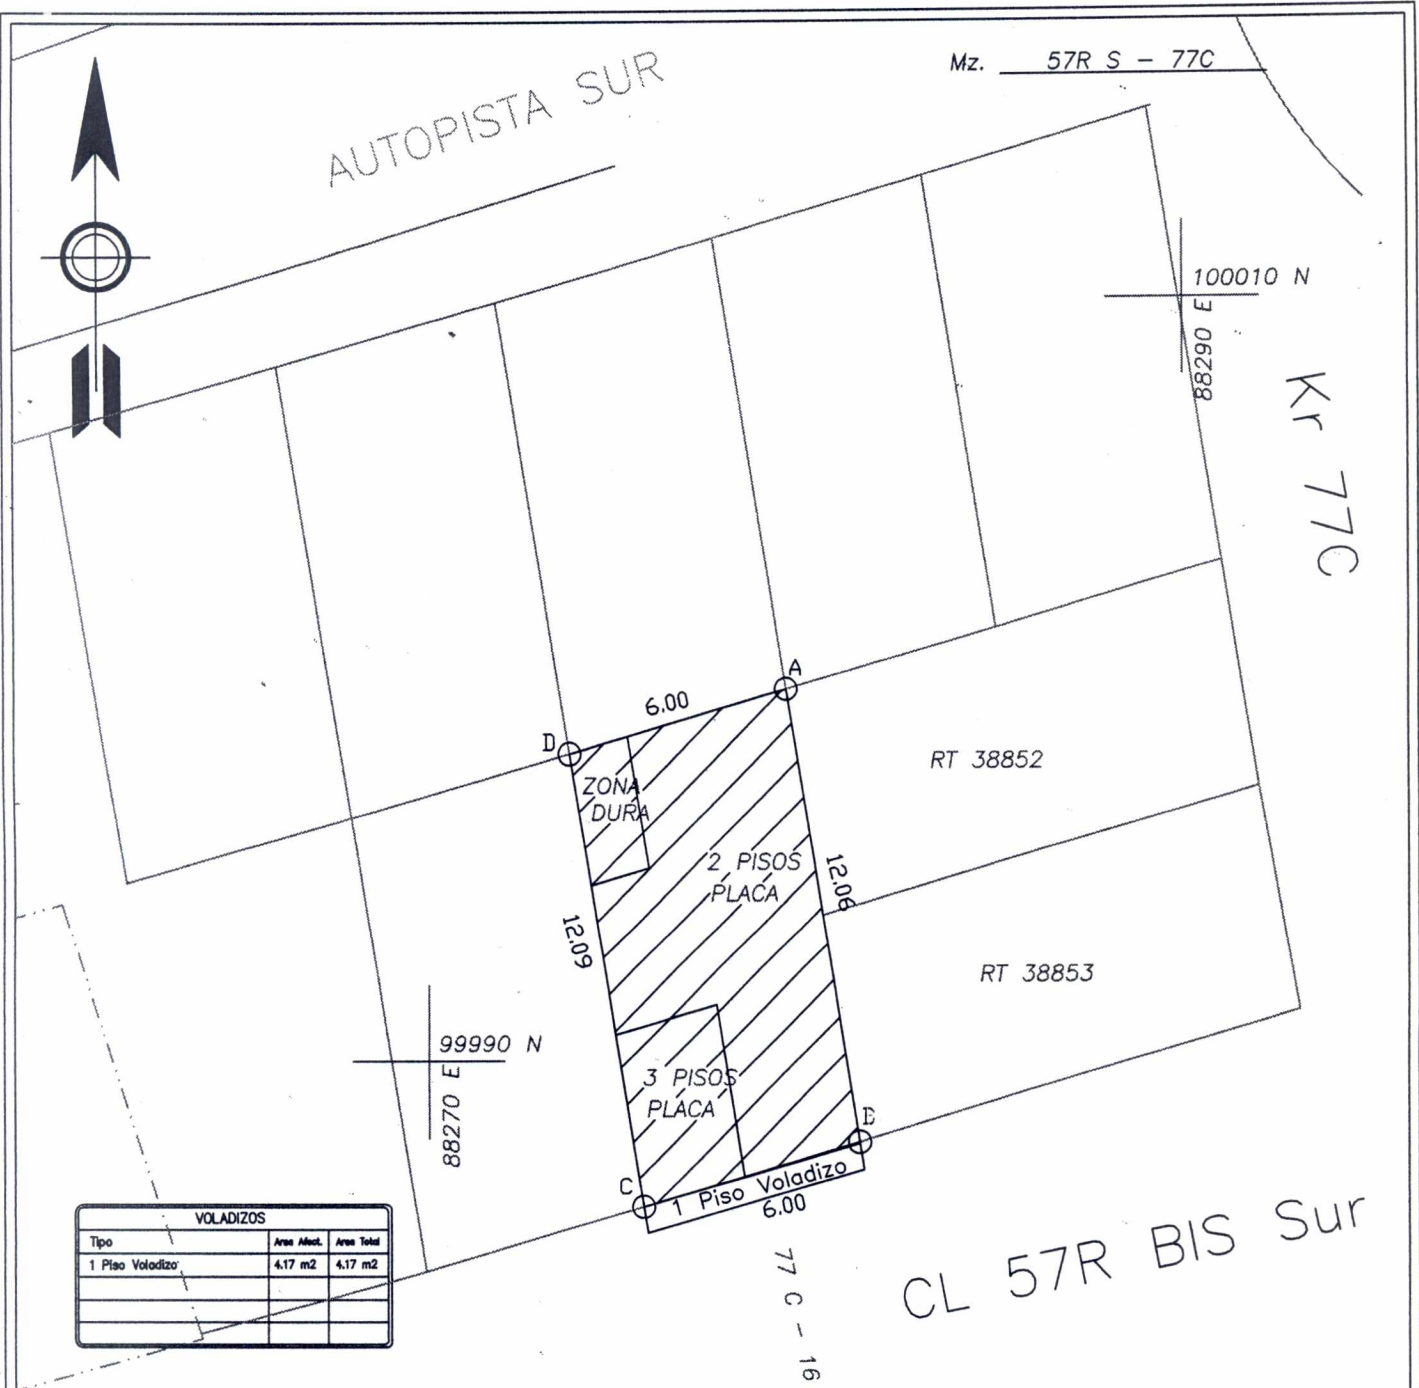 Mz. 57R S - 77C
AUTOPISTA SUR
100010 N
88290 E
Kr 77C
A
6.00
D
ZONA
DURA
RT 38852
2 PISOS
PLACA
12.06
12.09
RT 38853
99990 N
88270 E
3 PISOS
PLACA
B
C
1 Piso Voladizo
6.00
77 C - 16
CL 57R BIS Sur
VOLADIZOS
Tipo Area Afect. Area Total
1 Piso Voladizo 4.17 m2 4.17 m2